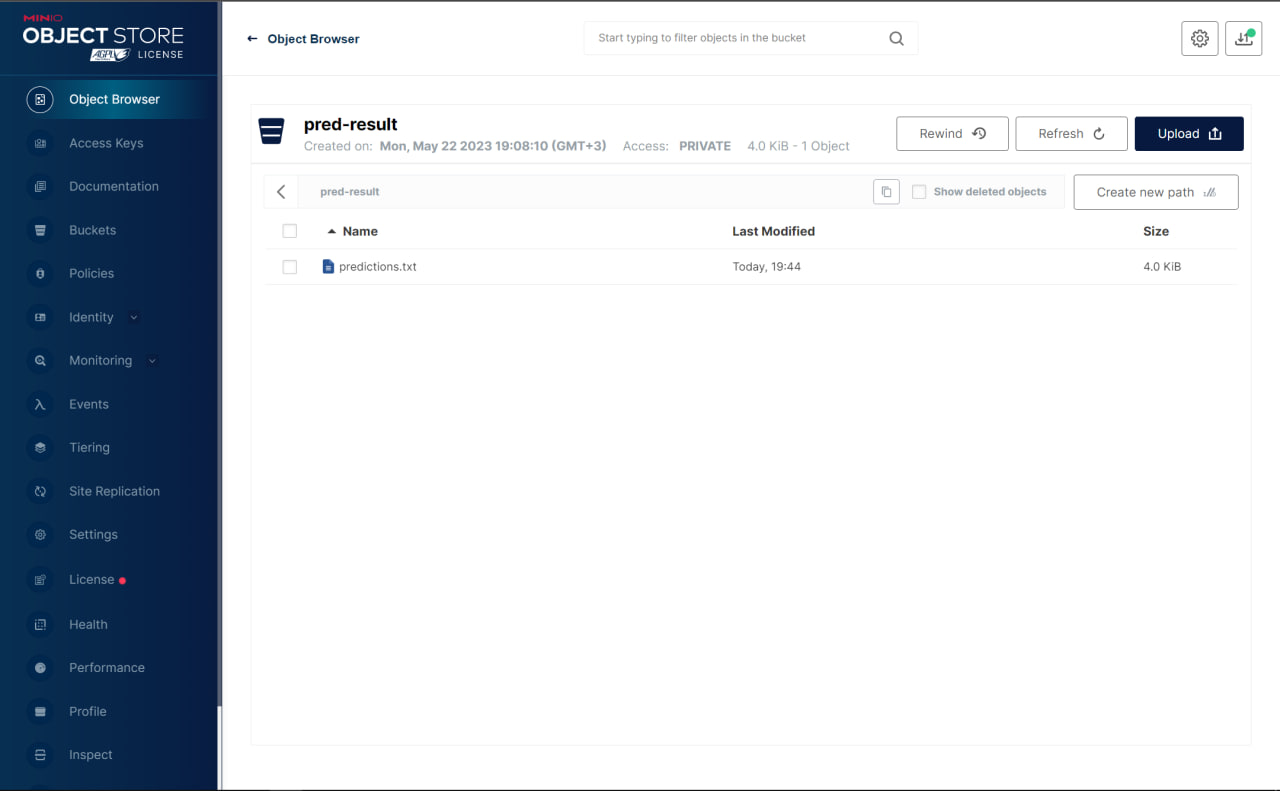 MINIO
OBJECT STORE
AGPL V3 LICENSE
Object Browser
Access Keys
Documentation
Buckets
Policies
Identity
Monitoring
Events
Tiering
Site Replication
Settings
License
Health
Performance
Profile
Inspect
← Object Browser
Start typing to filter objects in the bucket
pred-result
Created on: Mon, May 22 2023 19:08:10 (GMT+3) Access: PRIVATE 4.0 KiB - 1 Object
Rewind
Refresh
Upload
pred-result
Show deleted objects
Create new path
Name Last Modified Size
predictions.txt Today, 19:44 4.0 KiB